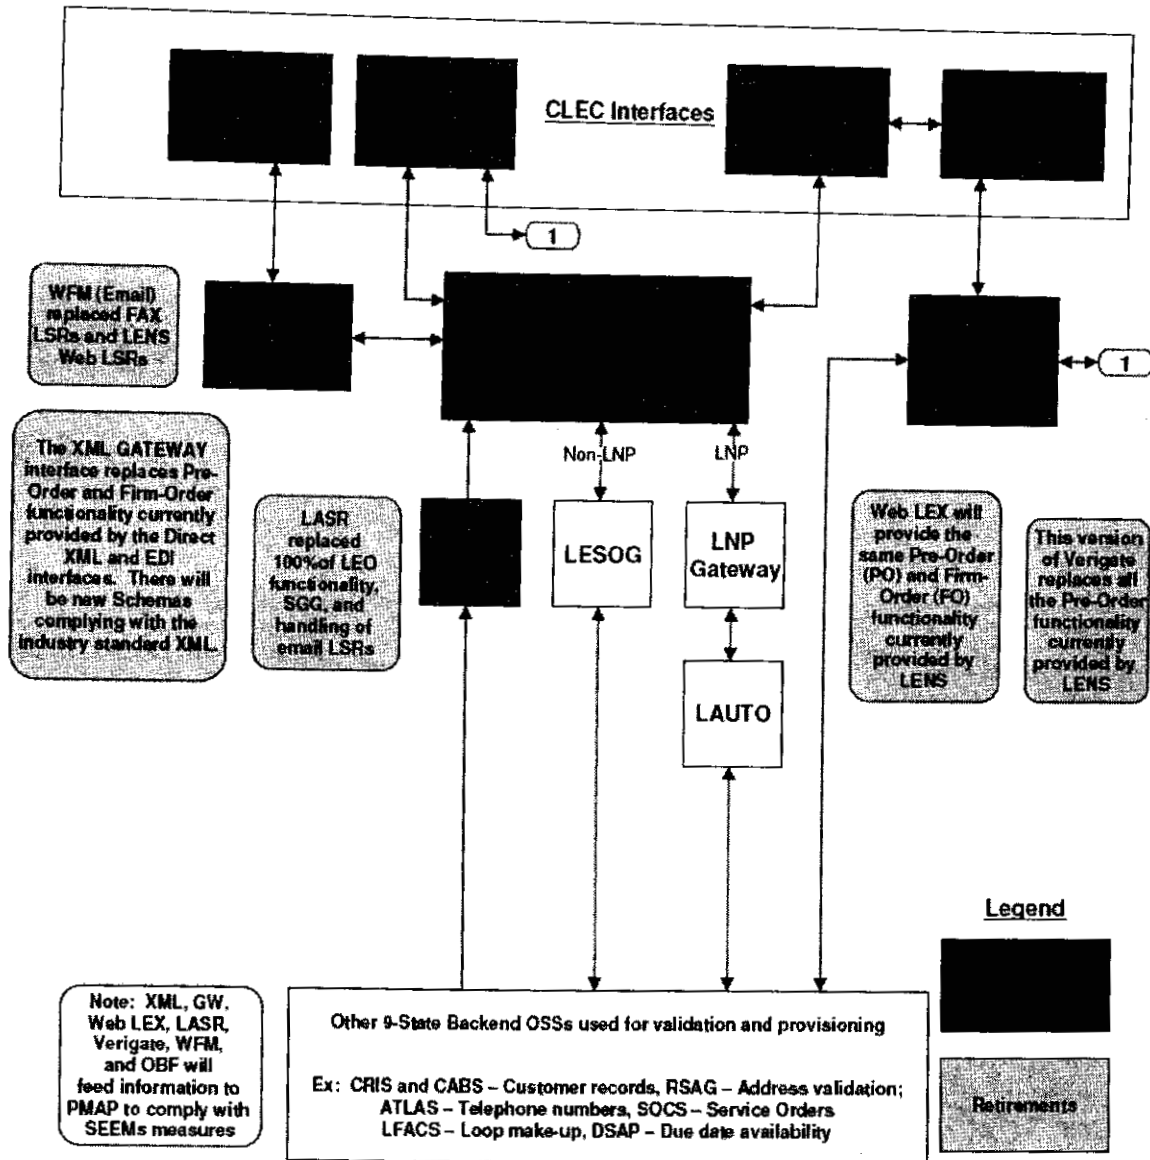 CLEC Interfaces
1
WFM (Email)
replaced FAX
LSRs and LENS
Web LSRs
1
The XML GATEWAY
interface replaces Pre-
Order and Firm-Order
functionality currently
provided by the Direct
XML and EDI
interfaces. There will
be new Schemas
complying with the
industry standard XML.
LASR
replaced
100% of LEO
functionality,
SGG, and
handling of
email LSRs
Non-LNP
LNP
LESOG
LNP
Gateway
LAUTO
Web LEX will
provide the
same Pre-Order
(PO) and Firm-
Order (FO)
functionality
currently
provided by
LENS
This version
of Verigate
replaces all
the Pre-Order
functionality
currently
provided by
LENS
Legend
Retirements
Note: XML, GW,
Web LEX, LASR,
Verigate, WFM,
and OBF will
feed information to
PMAP to comply with
SEEMs measures
Other 9-State Backend OSSs used for validation and provisioning
Ex: CRIS and CABS – Customer records, RSAG – Address validation;
ATLAS – Telephone numbers, SOCS – Service Orders
LFACS – Loop make-up, DSAP – Due date availability